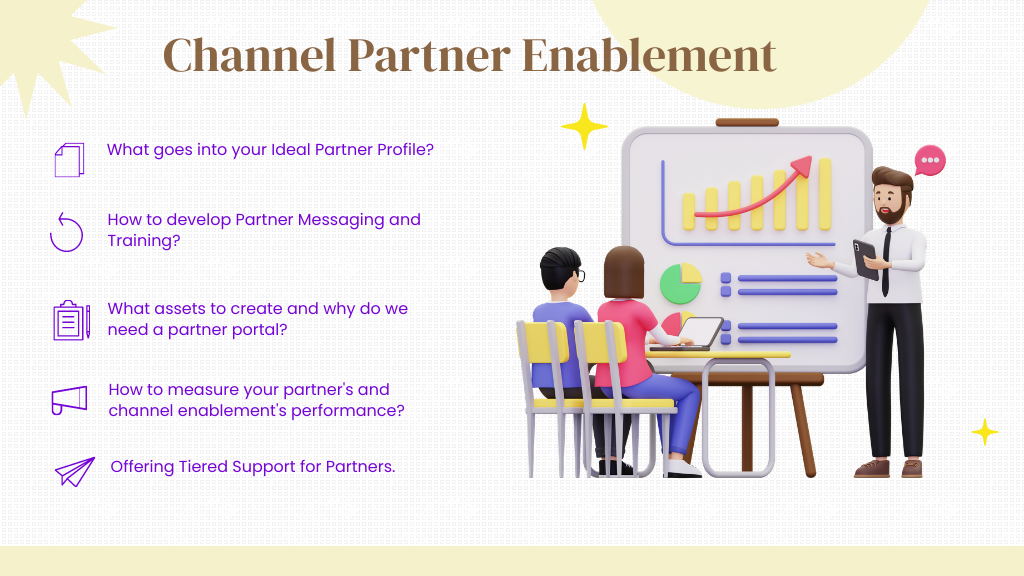 Channel Partner Enablement
What goes into your Ideal Partner Profile?
How to develop Partner Messaging and
Training?
What assets to create and why do we
need a partner portal?
How to measure your partner's and
channel enablement's performance?
Offering Tiered Support for Partners.